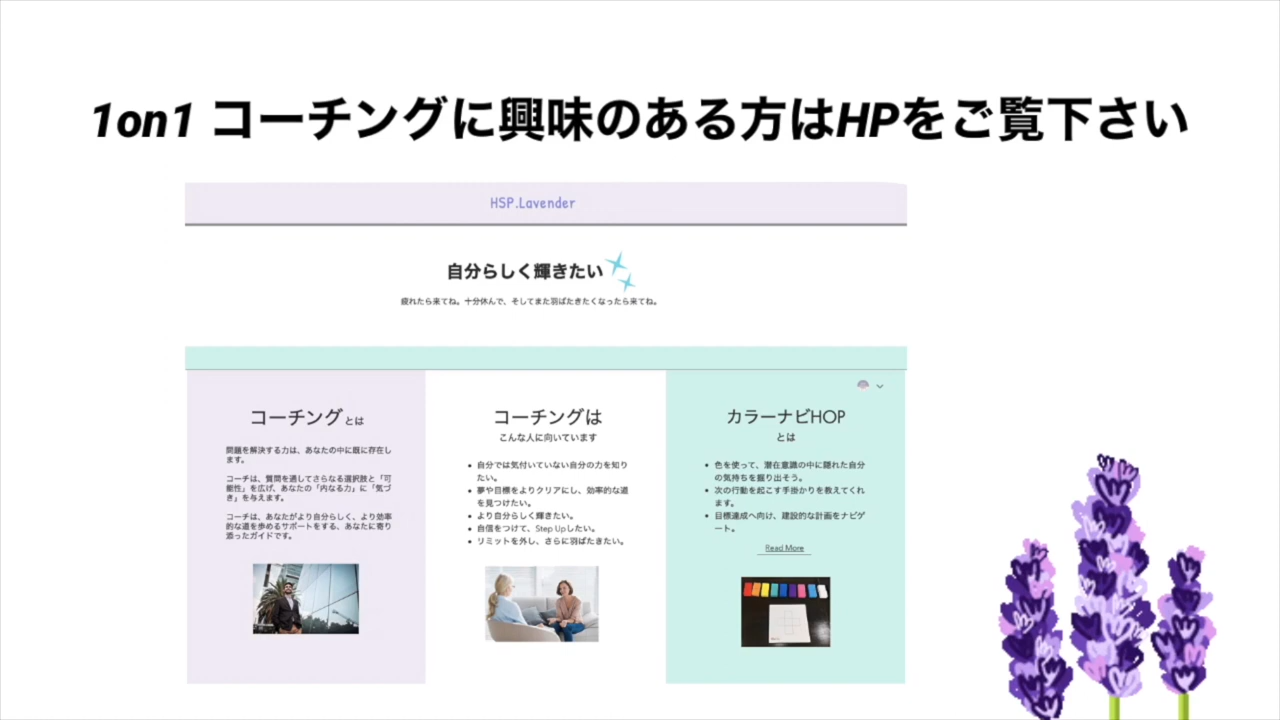 1on1 コーチングに興味のある方はHPをご覧下さい
HSP.Lavender
自分らしく輝きたい
疲れたら来てね。十分休んで、そしてまた羽ばたきたくなったら来てね。
コーチングとは
問題を解決する力は、あなたの中に既に存在し
ます。
コーチは、質問を通してさらなる選択肢と「可
能性」を広げ、あなたの「内なる力」に「気づ
き」を与えます。
コーチは、あなたがより自分らしく、より効率
的な道を歩めるサポートをする、あなたに寄り
添ったガイドです。
コーチングは
こんな人に向いています
• 自分では気付いていない自分の力を知り
たい。
• 夢や目標をよりクリアにし、効率的な道
を見つけたい。
• より自分らしく輝きたい。
• 自信をつけて、Step Upしたい。
• リミットを外し、さらに羽ばたきたい。
カラーナビHOP
とは
• 色を使って、潜在意識の中に隠れた自分
の気持ちを掘り出そう。
• 次の行動を起こす手掛かりを教えてくれ
ます。
• 目標達成へ向け、建設的な計画をナビゲ
ート。
Read More